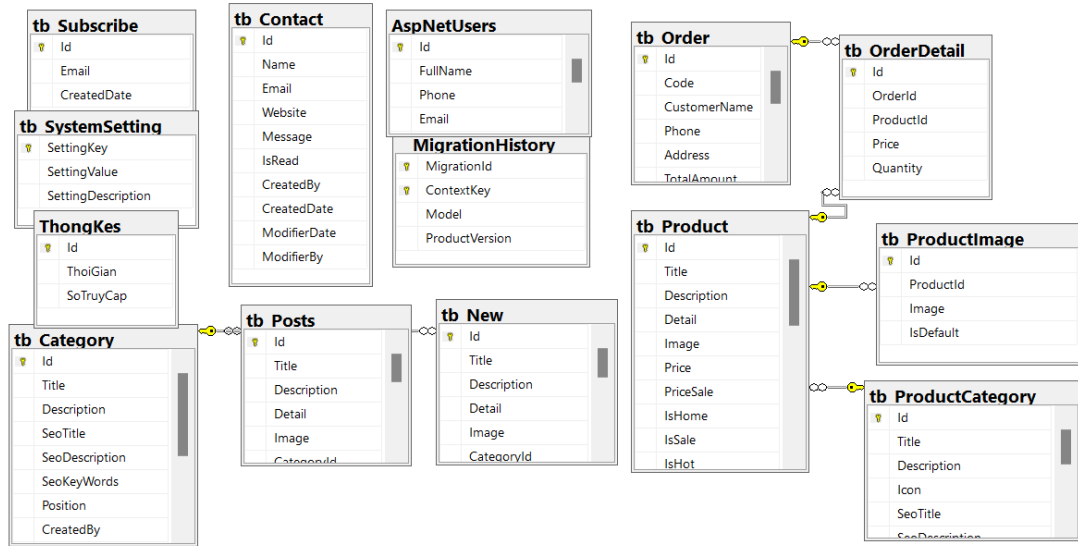 tb_Subscribe
Id
Email
CreatedDate
tb_SystemSetting
SettingKey
SettingValue
SettingDescription
ThongKes
Id
ThoiGian
SoTruyCap
tb_Category
Id
Title
Description
SeoTitle
SeoDescription
SeoKeyWords
Position
CreatedBy
tb_Contact
Id
Name
Email
Website
Message
IsRead
CreatedBy
CreatedDate
ModifierDate
ModifierBy
AspNetUsers
Id
FullName
Phone
Email
MigrationHistory
MigrationId
ContextKey
Model
ProductVersion
tb_Posts
Id
Title
Description
Detail
Image
CategoryId
tb_New
Id
Title
Description
Detail
Image
CategoryId
tb_Order
Id
Code
CustomerName
Phone
Address
TotalAmount
tb_OrderDetail
Id
OrderId
ProductId
Price
Quantity
tb_Product
Id
Title
Description
Detail
Image
Price
PriceSale
IsHome
IsSale
IsHot
tb_ProductImage
Id
ProductId
Image
IsDefault
tb_ProductCategory
Id
Title
Description
Icon
SeoTitle
SeoDescription